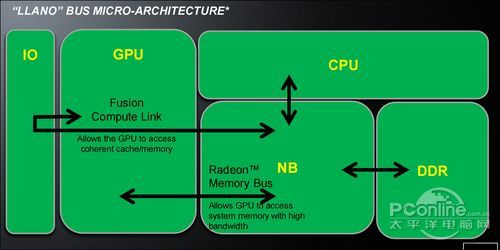 "LLANO" BUS MICRO-ARCHITECTURE*
IO
GPU
CPU
Fusion
Compute Link
Allows the GPU to access
coherent cache/memory
Radeon™
Memory Bus
NB
DDR
Allows GPU to access
system memory with high
bandwidth
PConline.com.cn
太平洋电脑网